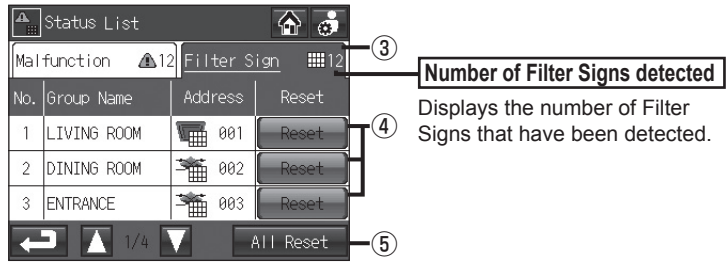 Status List
Malfunction 12 Filter Sign 12
③
Number of Filter Signs detected
Displays the number of Filter
Signs that have been detected.
No. Group Name Address Reset
1 LIVING ROOM 001 Reset
④
2 DINING ROOM 002 Reset
3 ENTRANCE 003 Reset
1/4 All Reset
⑤